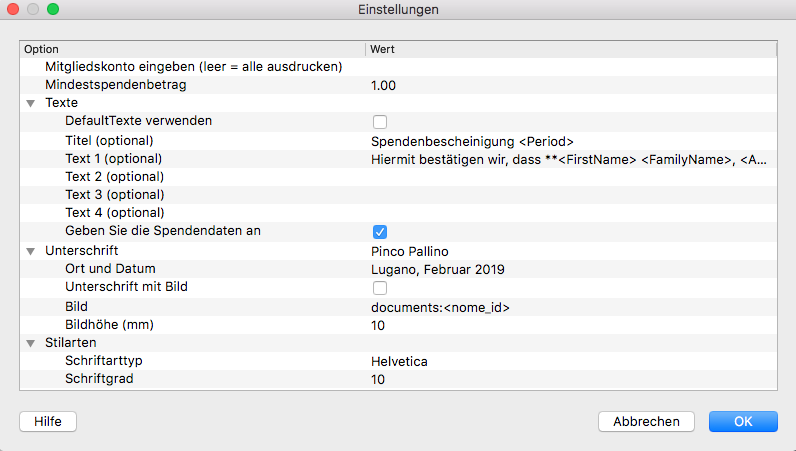 Einstellungen
Option Wert
Mitgliedskonto eingeben (leer = alle ausdrucken)
Mindestspendenbetrag 1.00
Texte
DefaultTexte verwenden
Titel (optional) Spendenbescheinigung <Period>
Text 1 (optional) Hiermit bestätigen wir, dass **<FirstName> <FamilyName>, <A...
Text 2 (optional)
Text 3 (optional)
Text 4 (optional)
Geben Sie die Spendendaten an
Unterschrift Pinco Pallino
Ort und Datum Lugano, Februar 2019
Unterschrift mit Bild
Bild documents:<nome_id>
Bildhöhe (mm) 10
Stilarten
Schriftarttyp Helvetica
Schriftgrad 10
Hilfe Abbrechen OK